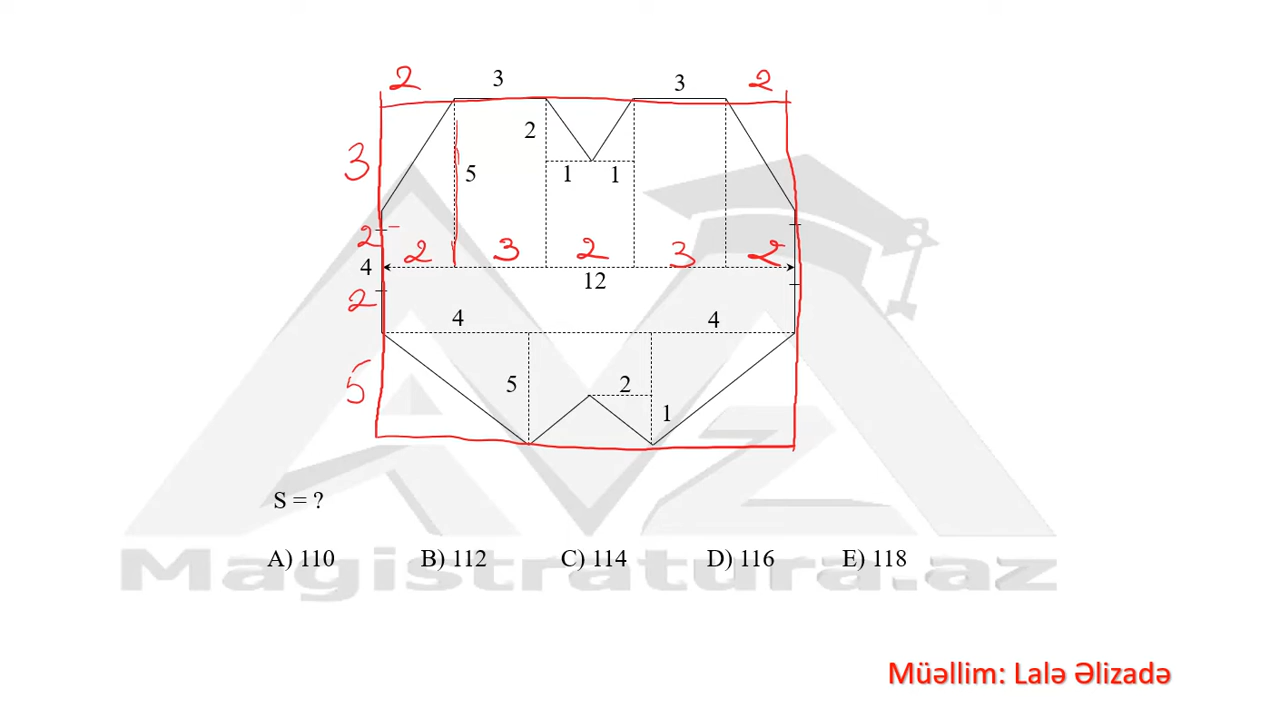 2 3 3 2
3 2 5 1 1
2 2 3 2 3 2
4 12
2 4 4
5 5 2 1
S = ?
A) 110 B) 112 C) 114 D) 116 E) 118
Magistratura.az
Müəllim: Lalə Əlizadə